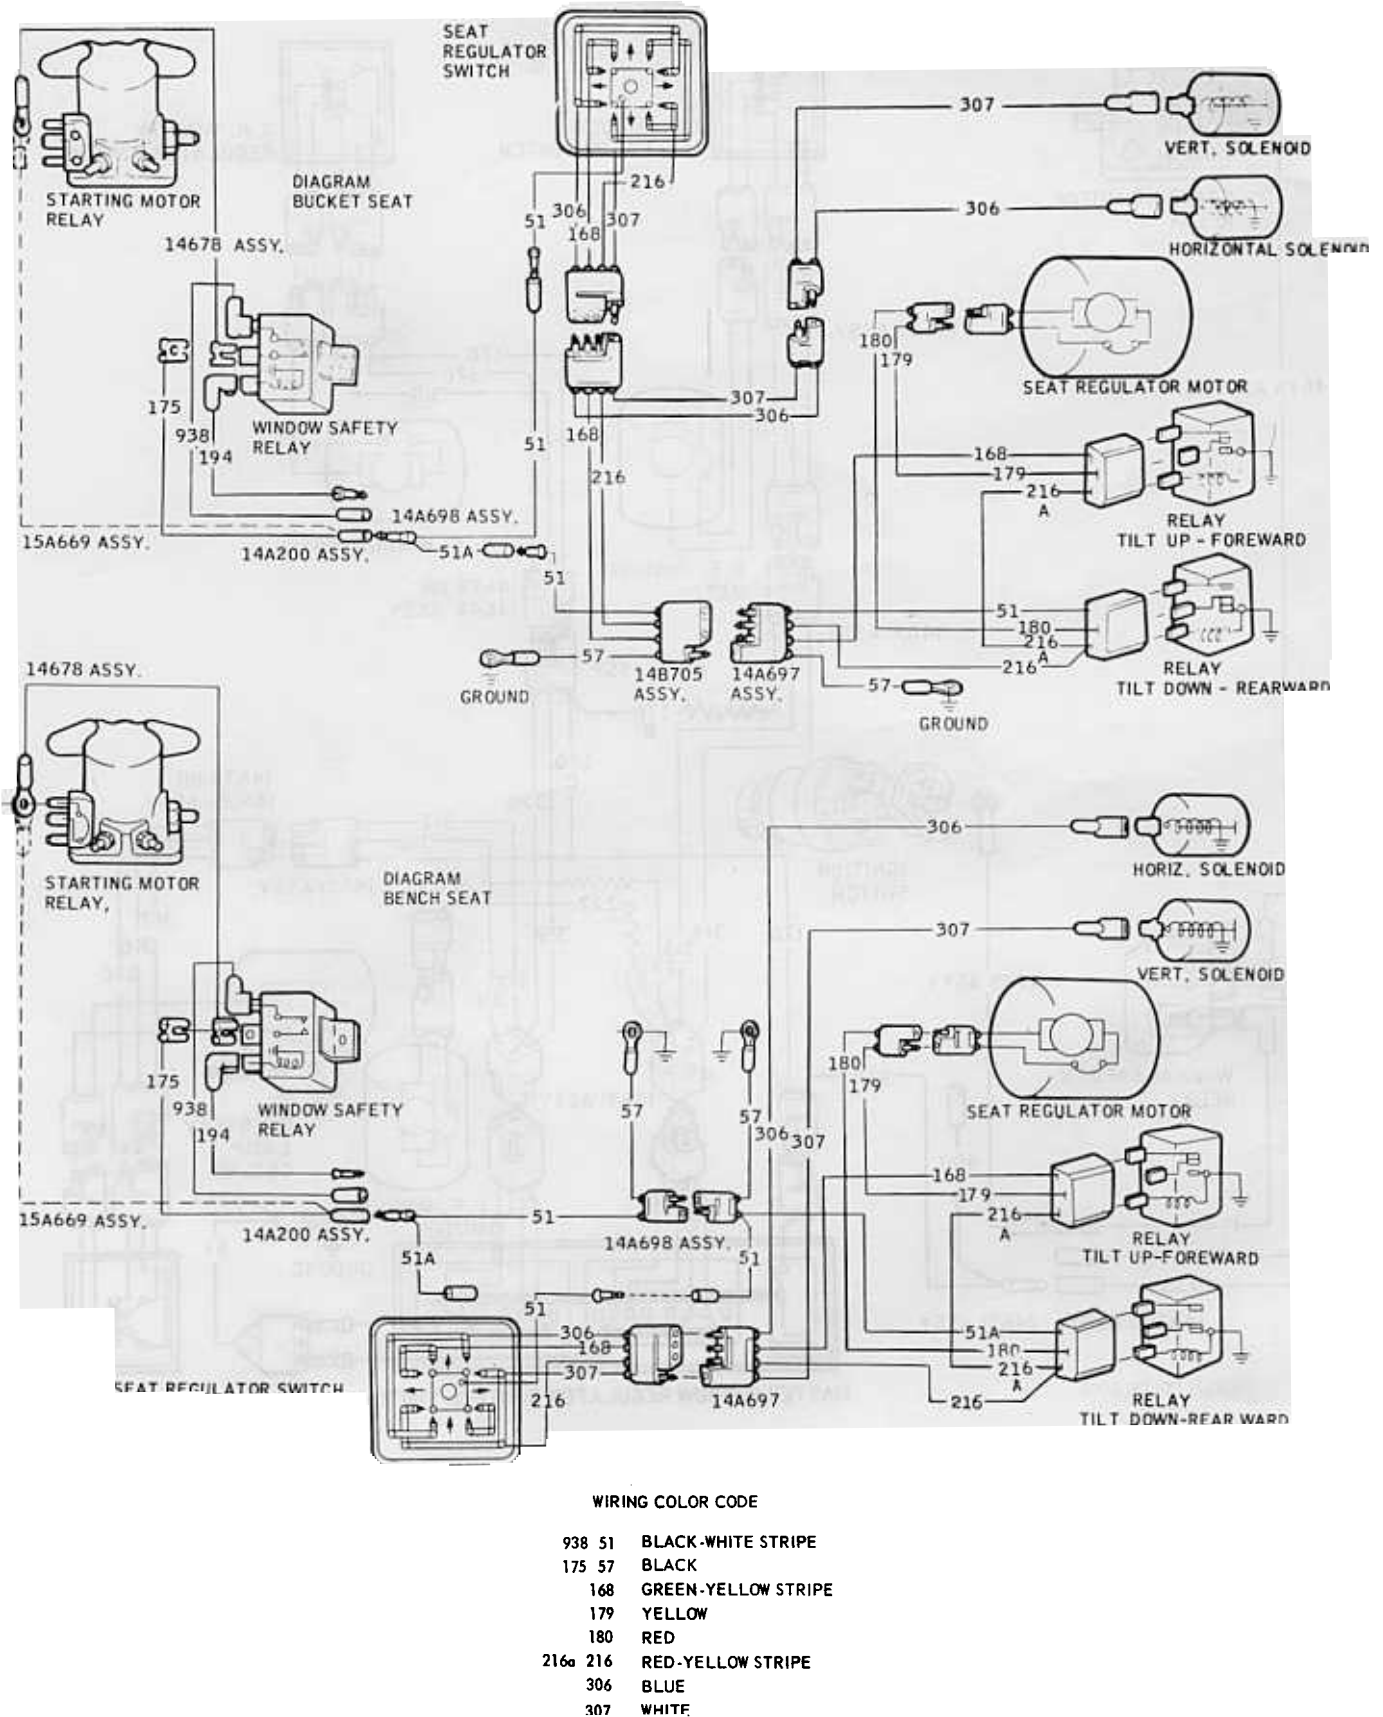 SEAT
REGULATOR
SWITCH
307
VERT. SOLENOID
STARTING MOTOR
RELAY
DIAGRAM
BUCKET SEAT
216
51
306
307
168
306
HORIZONTAL SOLENOID
14678 ASSY.
180
179
SEAT REGULATOR MOTOR
307
306
175
938
194
WINDOW SAFETY
RELAY
168
51
216
168
179
216
A
RELAY
TILT UP - FOREWARD
15A669 ASSY.
14A698 ASSY.
14A200 ASSY.
51A
51
51
180
216
A
216
RELAY
TILT DOWN - REARWARD
57
GROUND
14B705
ASSY.
14A697
ASSY.
57
GROUND
14678 ASSY.
STARTING MOTOR
RELAY,
DIAGRAM
BENCH SEAT
306
HORIZ. SOLENOID
307
VERT. SOLENOID
180
179
SEAT REGULATOR MOTOR
175
938
194
WINDOW SAFETY
RELAY
57
57
306
307
168
179
216
A
RELAY
TILT UP-FOREWARD
15A669 ASSY.
14A200 ASSY.
51
14A698 ASSY.
51A
51
51
306
168
307
216
14A697
51A
180
216
A
216
RELAY
TILT DOWN-REAR WARD
SEAT REGULATOR SWITCH
WIRING COLOR CODE
938 51 BLACK-WHITE STRIPE
175 57 BLACK
168 GREEN-YELLOW STRIPE
179 YELLOW
180 RED
216a 216 RED-YELLOW STRIPE
306 BLUE
307 WHITE